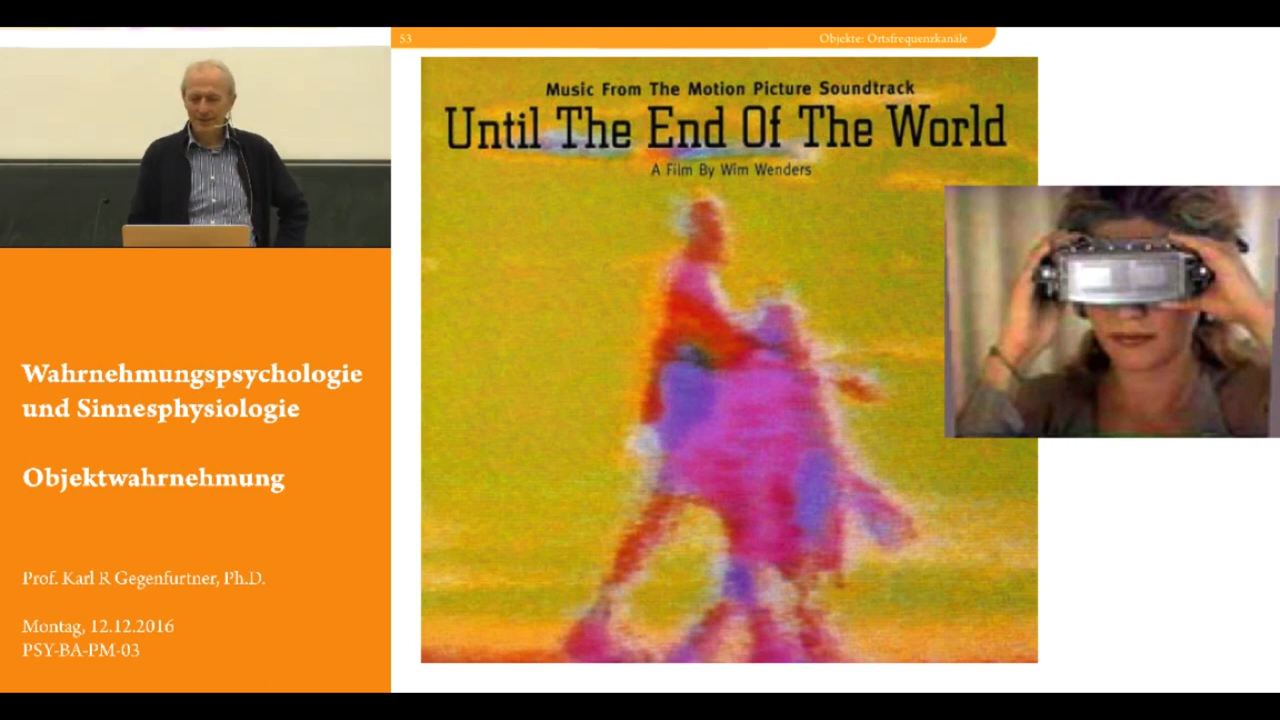 53
Objekte: Ortsfrequenzkanäle
Music From The Motion Picture Soundtrack
Until The End Of The World
A Film By Wim Wenders
Wahrnehmungspsychologie
und Sinnesphysiologie
Objektwahrnehmung
Prof. Karl R Gegenfurtner, Ph.D.
Montag, 12.12.2016
PSY-BA-PM-03